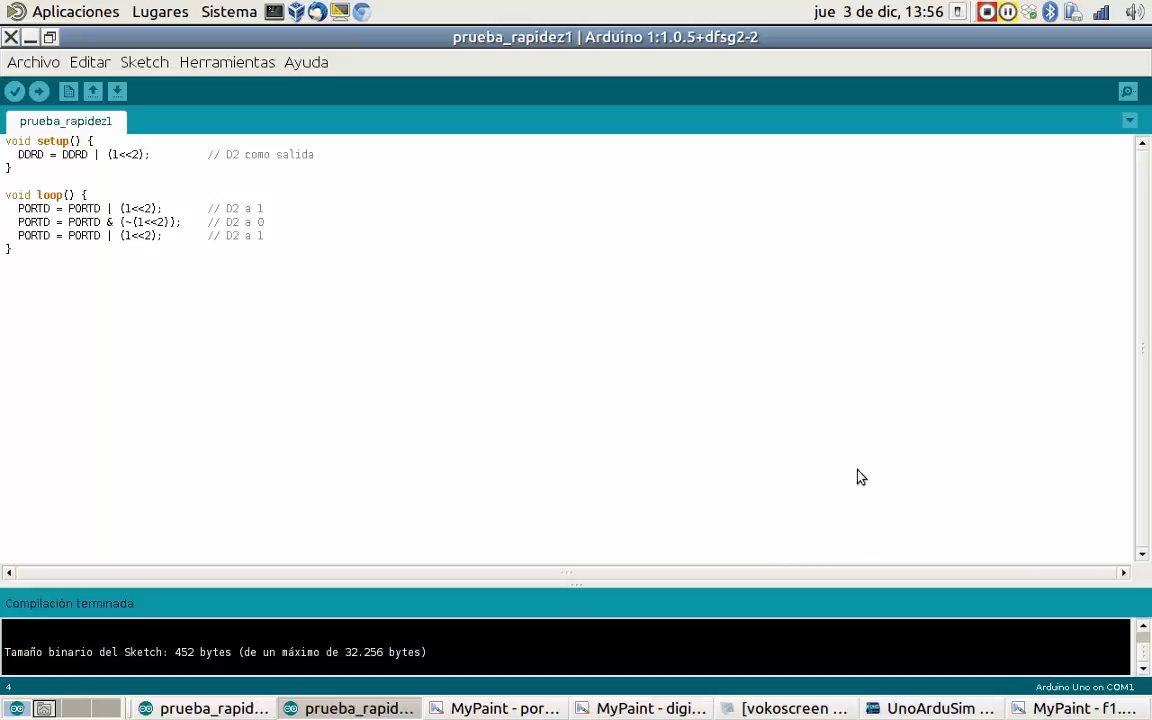 Aplicaciones Lugares Sistema jue 3 de dic, 13:56
prueba_rapidez1 | Arduino 1:1.0.5+dfsg2-2
Archivo Editar Sketch Herramientas Ayuda
prueba_rapidez1
void setup() {
  DDRD = DDRD | (1<<2); // D2 como salida
}
void loop() {
  PORTD = PORTD | (1<<2); // D2 a 1
  PORTD = PORTD & (~(1<<2)); // D2 a 0
  PORTD = PORTD | (1<<2); // D2 a 1
}
Compilación terminada
Tamaño binario del Sketch: 452 bytes (de un máximo de 32.256 bytes)
4 Arduino Uno on COM1
prueba_rapid... prueba_rapid... MyPaint - por... MyPaint - digi... [vokoscreen ... UnoArduSim ... MyPaint - f1....